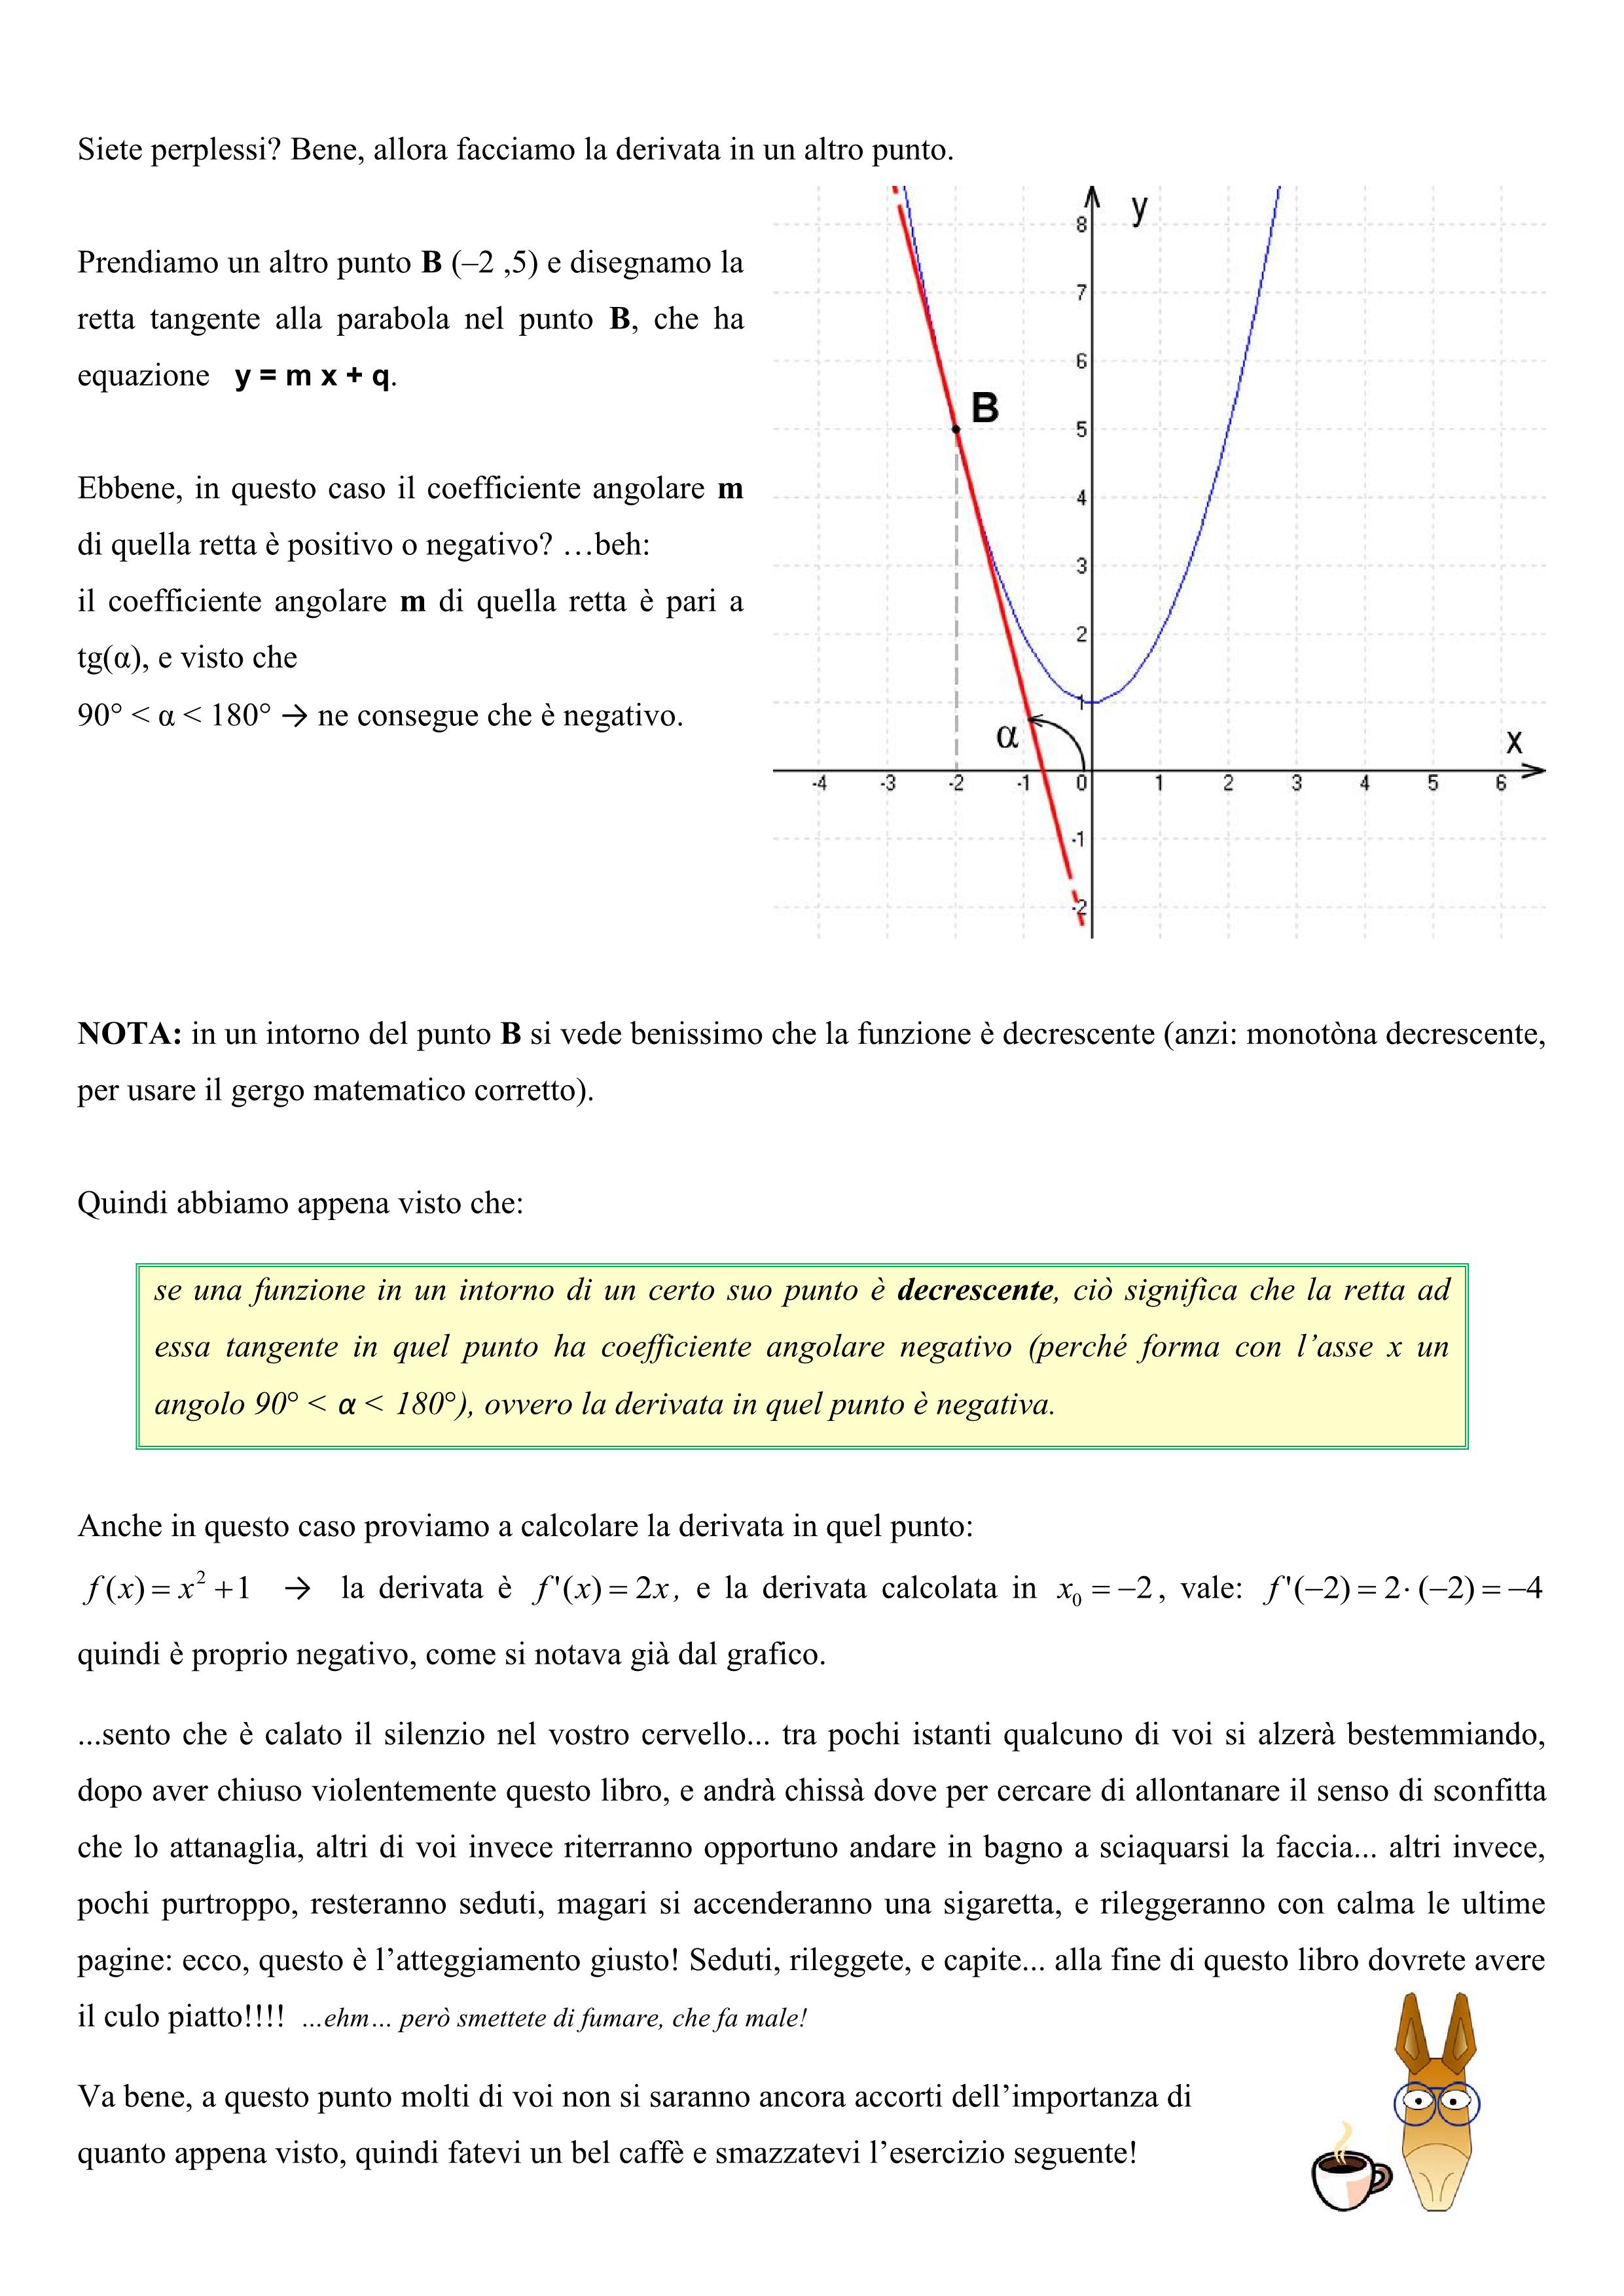 Siete perplessi? Bene, allora facciamo la derivata in un altro punto.
Prendiamo un altro punto B (–2 ,5) e disegnamo la
retta tangente alla parabola nel punto B, che ha
equazione y = m x + q.
Ebbene, in questo caso il coefficiente angolare m
di quella retta è positivo o negativo? …beh:
il coefficiente angolare m di quella retta è pari a
tg(α), e visto che
90° < α < 180° → ne consegue che è negativo.
y
8
7
6
B
5
4
3
2
1
α
x
-4 -3 -2 -1 0 1 2 3 4 5 6
-1
-2
NOTA: in un intorno del punto B si vede benissimo che la funzione è decrescente (anzi: monotòna decrescente,
per usare il gergo matematico corretto).
Quindi abbiamo appena visto che:
se una funzione in un intorno di un certo suo punto è decrescente, ciò significa che la retta ad
essa tangente in quel punto ha coefficiente angolare negativo (perché forma con l’asse x un
angolo 90° < α < 180°), ovvero la derivata in quel punto è negativa.
Anche in questo caso proviamo a calcolare la derivata in quel punto:
f(x) = x² +1 → la derivata è f'(x) = 2x, e la derivata calcolata in x₀ = −2, vale: f'(−2) = 2· (−2) = −4
quindi è proprio negativo, come si notava già dal grafico.
...sento che è calato il silenzio nel vostro cervello... tra pochi istanti qualcuno di voi si alzerà bestemmiando,
dopo aver chiuso violentemente questo libro, e andrà chissà dove per cercare di allontanare il senso di sconfitta
che lo attanaglia, altri di voi invece riterranno opportuno andare in bagno a sciaquarsi la faccia... altri invece,
pochi purtroppo, resteranno seduti, magari si accenderanno una sigaretta, e rileggeranno con calma le ultime
pagine: ecco, questo è l’atteggiamento giusto! Seduti, rileggete, e capite... alla fine di questo libro dovrete avere
il culo piatto!!!! ...ehm... però smettete di fumare, che fa male!
Va bene, a questo punto molti di voi non si saranno ancora accorti dell’importanza di
quanto appena visto, quindi fatevi un bel caffè e smazzatevi l’esercizio seguente!